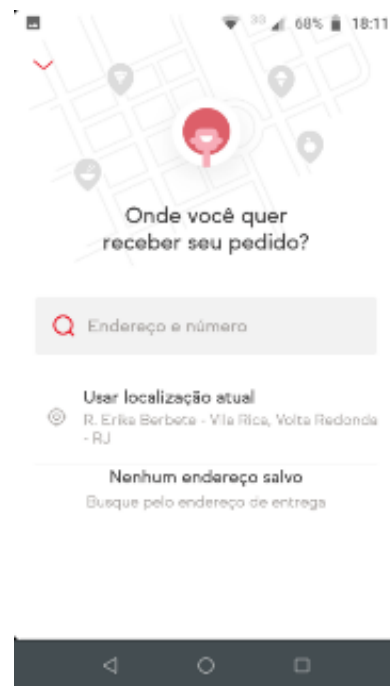 3G 68% 18:11
Onde você quer
receber seu pedido?
Endereço e número
Usar localização atual
R. Erika Berbete - Vila Rica, Volta Redonda
- RJ
Nenhum endereço salvo
Busque pelo endereço de entrega